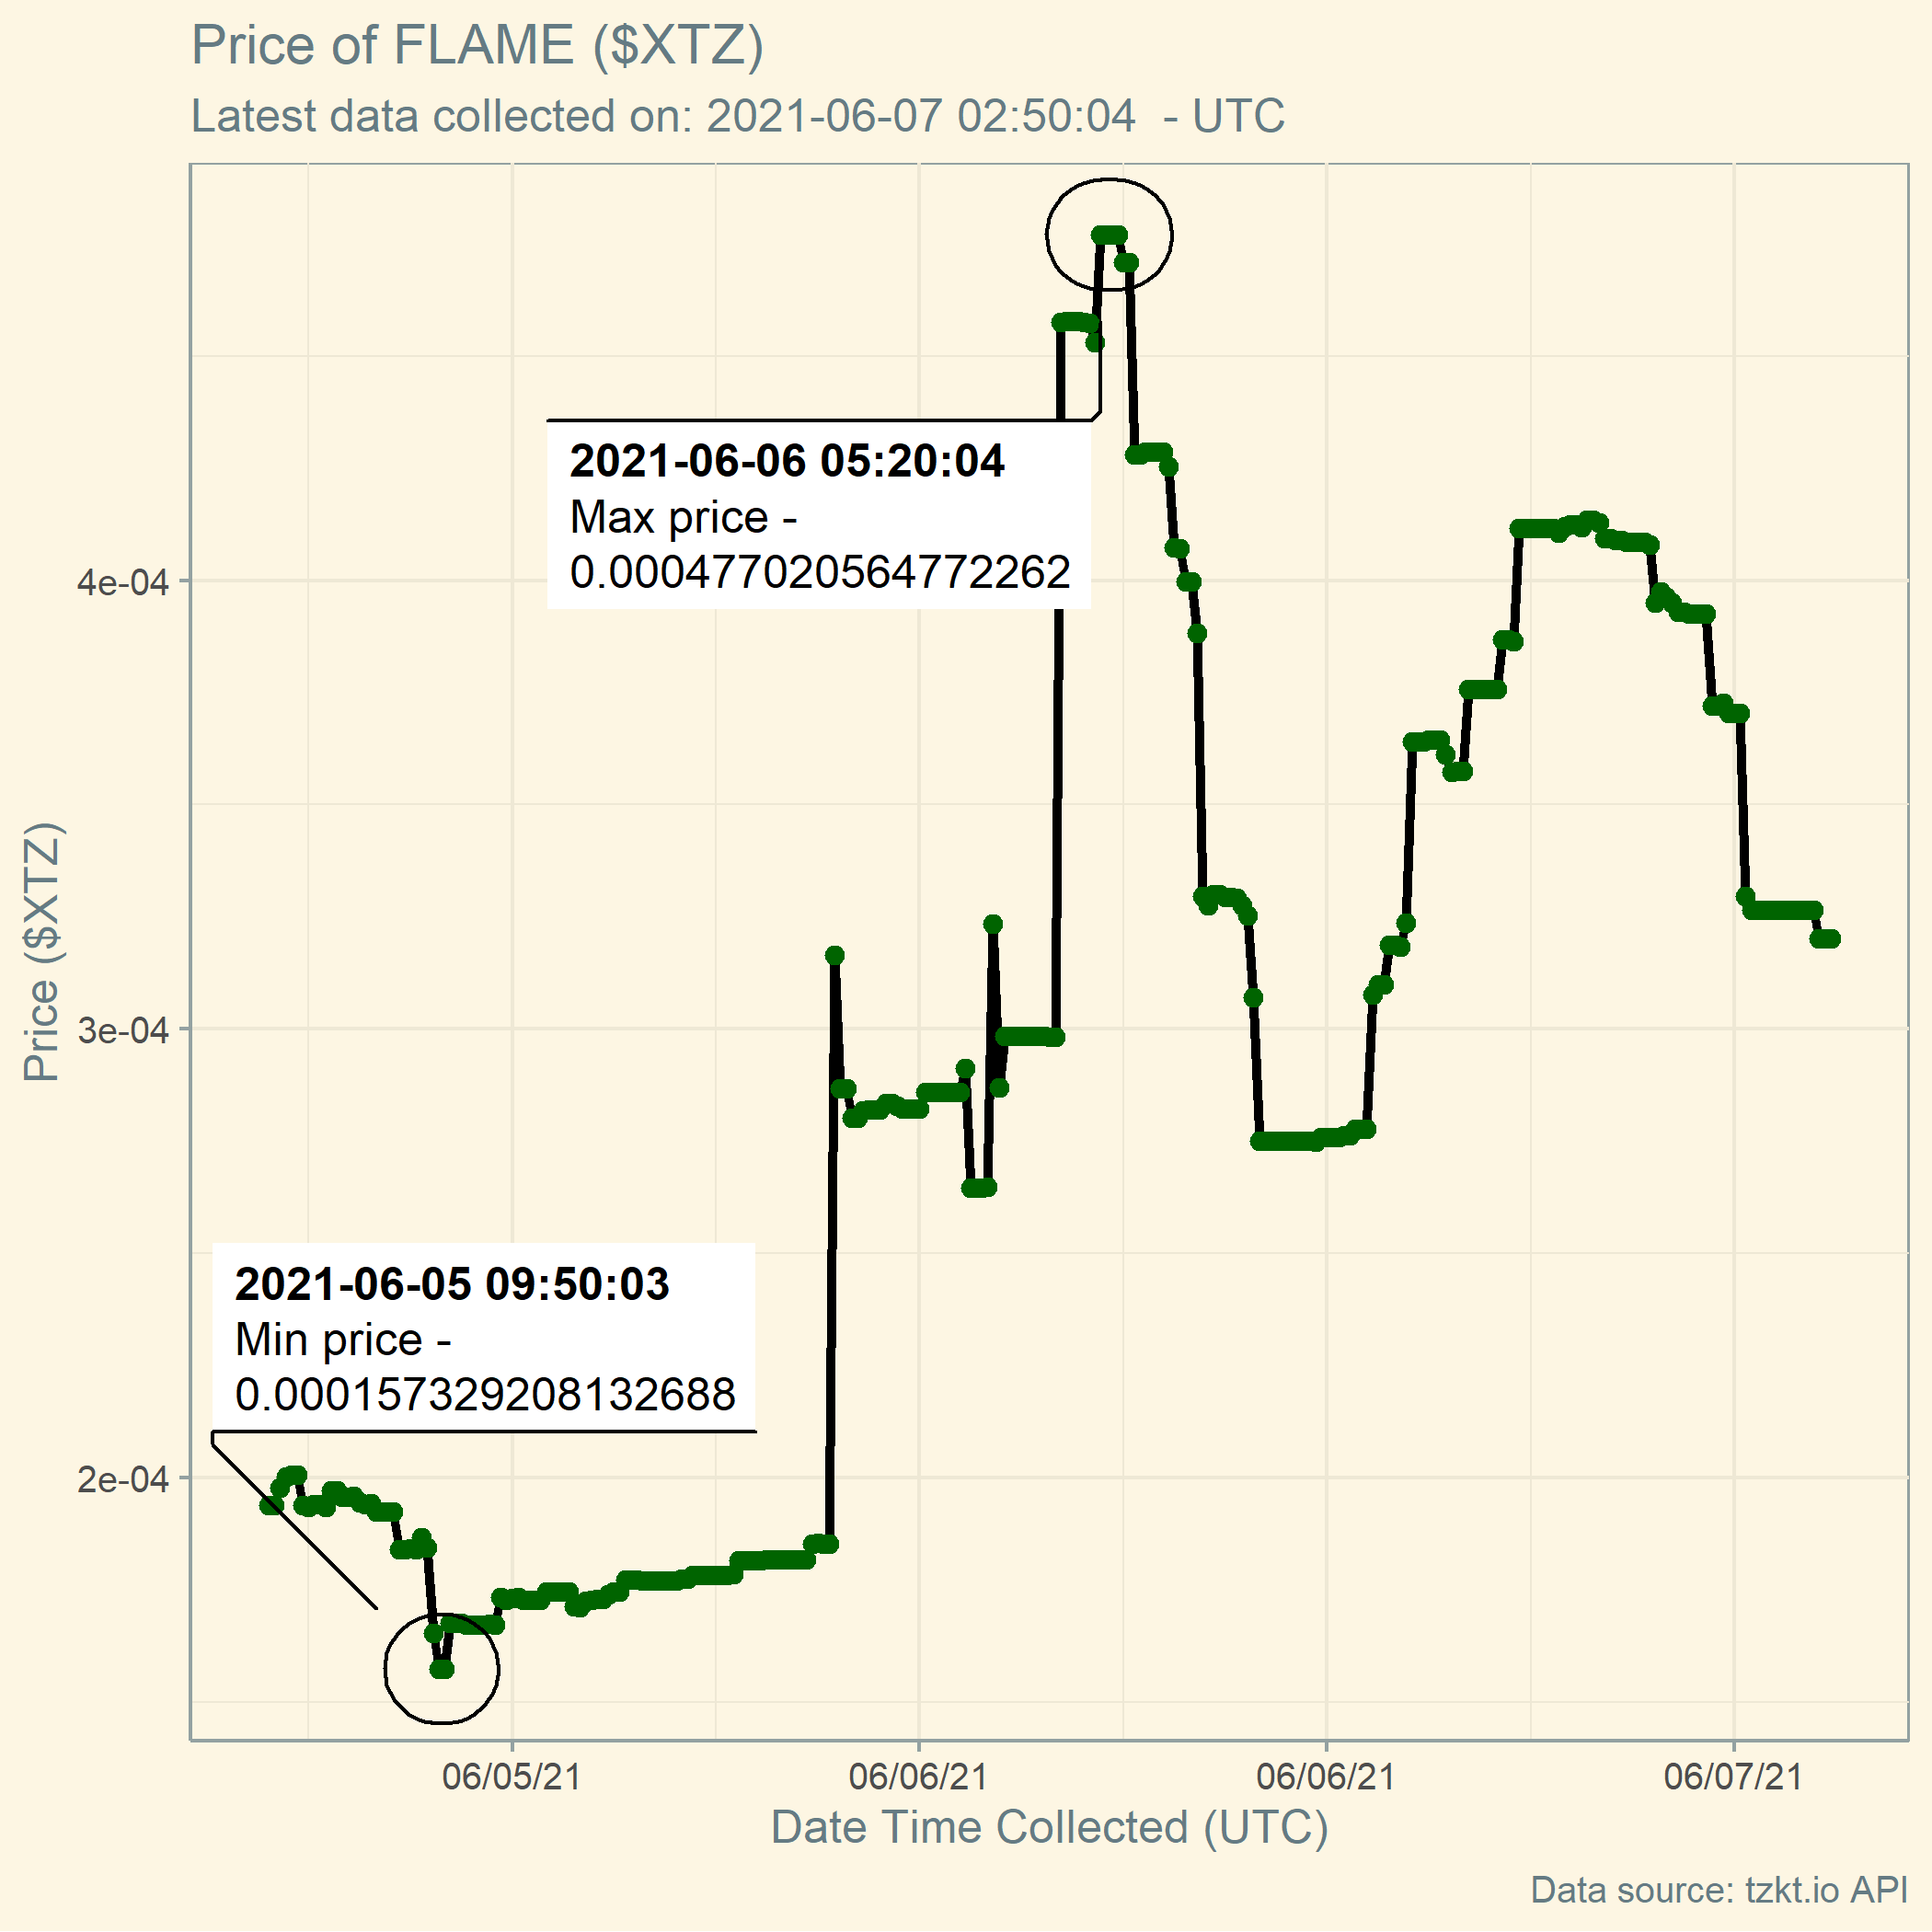 Price of FLAME ($XTZ)
Latest data collected on: 2021-06-07 02:50:04  - UTC
2021-06-06 05:20:04
Max price -
0.000477020564772262
4e-04
Price ($XTZ)
3e-04
2021-06-05 09:50:03
Min price -
0.000157329208132688
2e-04
06/05/21
06/06/21
06/06/21
06/07/21
Date Time Collected (UTC)
Data source: tzkt.io API